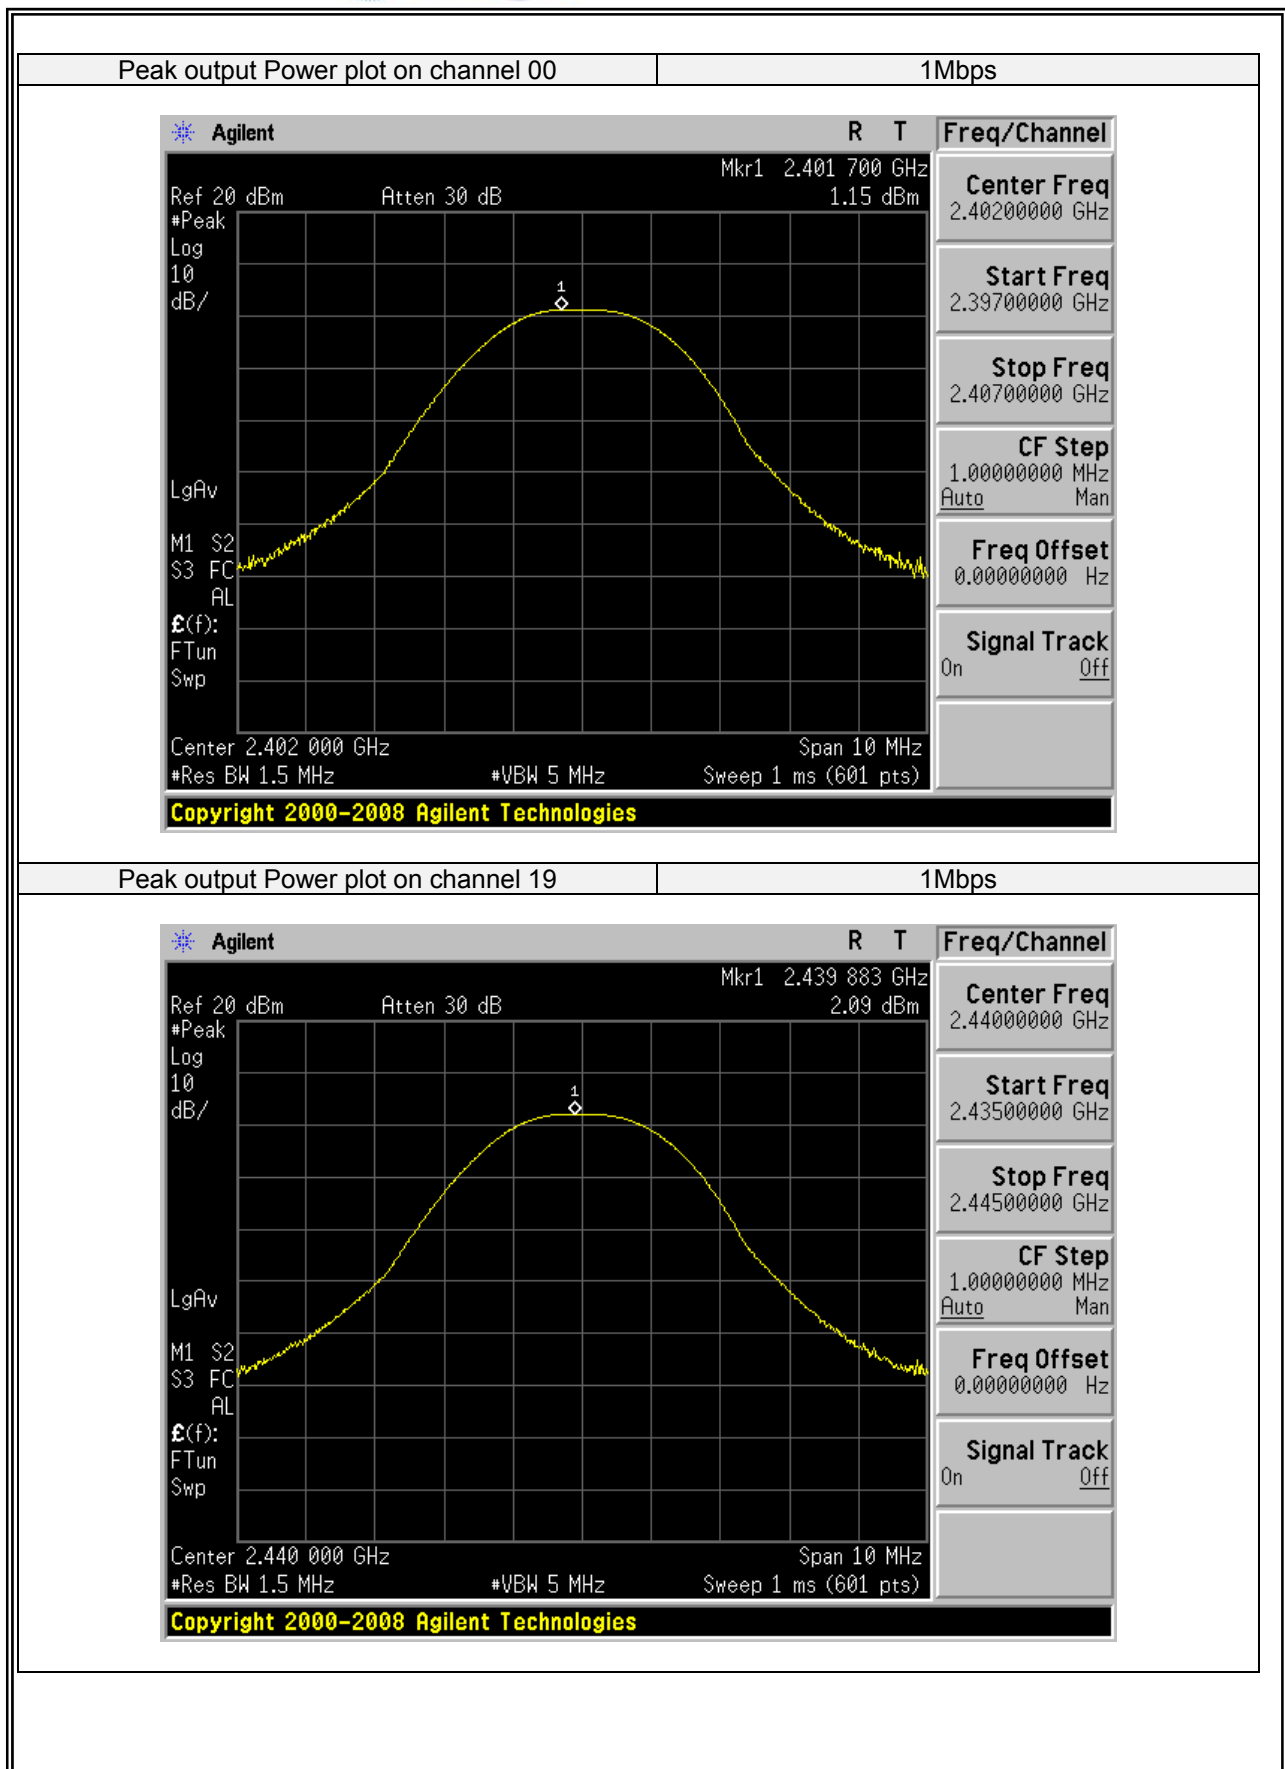 Peak output Power plot on channel 00 1Mbps
Agilent R T Freq/Channel
Mkr1 2.401 700 GHz
Ref 20 dBm Atten 30 dB 1.15 dBm
#Peak
Log
10
dB/
1
LgAv
M1 S2
S3 FC
AL
£(f):
FTun
Swp
Center 2.402 000 GHz Span 10 MHz
#Res BW 1.5 MHz #VBW 5 MHz Sweep 1 ms (601 pts)
Center Freq
2.40200000 GHz
Start Freq
2.39700000 GHz
Stop Freq
2.40700000 GHz
CF Step
1.00000000 MHz
Auto Man
Freq Offset
0.00000000 Hz
Signal Track
On Off
Copyright 2000-2008 Agilent Technologies
Peak output Power plot on channel 19 1Mbps
Agilent R T Freq/Channel
Mkr1 2.439 883 GHz
Ref 20 dBm Atten 30 dB 2.09 dBm
#Peak
Log
10
dB/
1
LgAv
M1 S2
S3 FC
AL
£(f):
FTun
Swp
Center 2.440 000 GHz Span 10 MHz
#Res BW 1.5 MHz #VBW 5 MHz Sweep 1 ms (601 pts)
Center Freq
2.44000000 GHz
Start Freq
2.43500000 GHz
Stop Freq
2.44500000 GHz
CF Step
1.00000000 MHz
Auto Man
Freq Offset
0.00000000 Hz
Signal Track
On Off
Copyright 2000-2008 Agilent Technologies